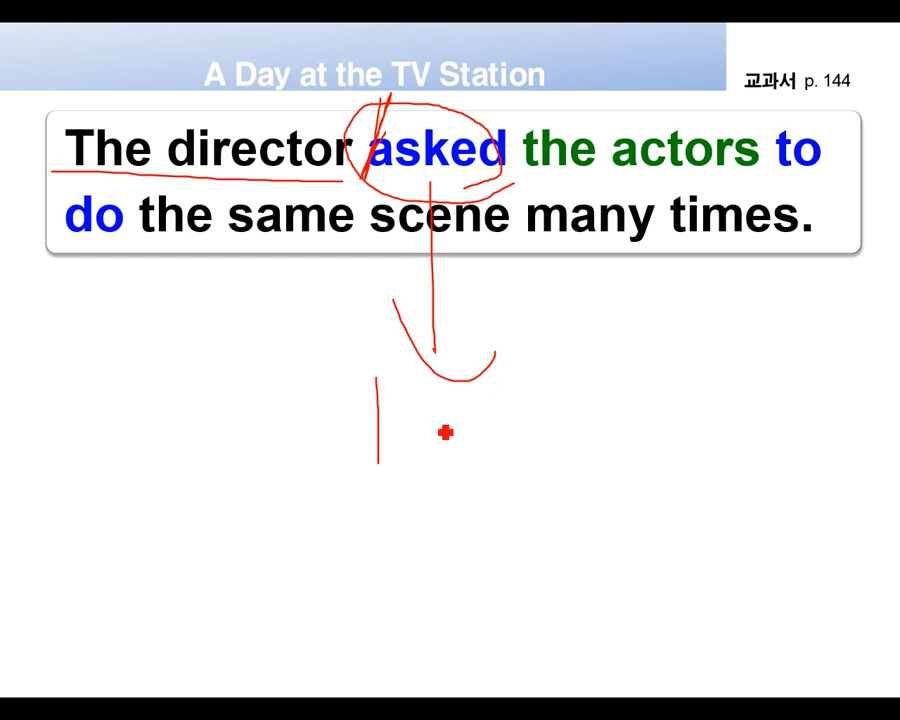 A Day at the TV Station
교과서 p. 144
The director asked the actors to
do the same scene many times.